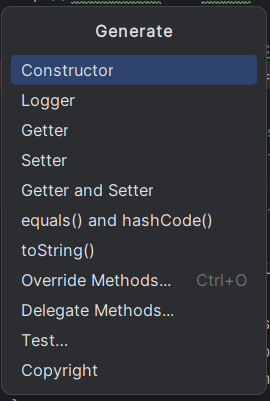 Generate
Constructor
Logger
Getter
Setter
Getter and Setter
equals() and hashCode()
toString()
Override Methods... Ctrl+O
Delegate Methods...
Test...
Copyright